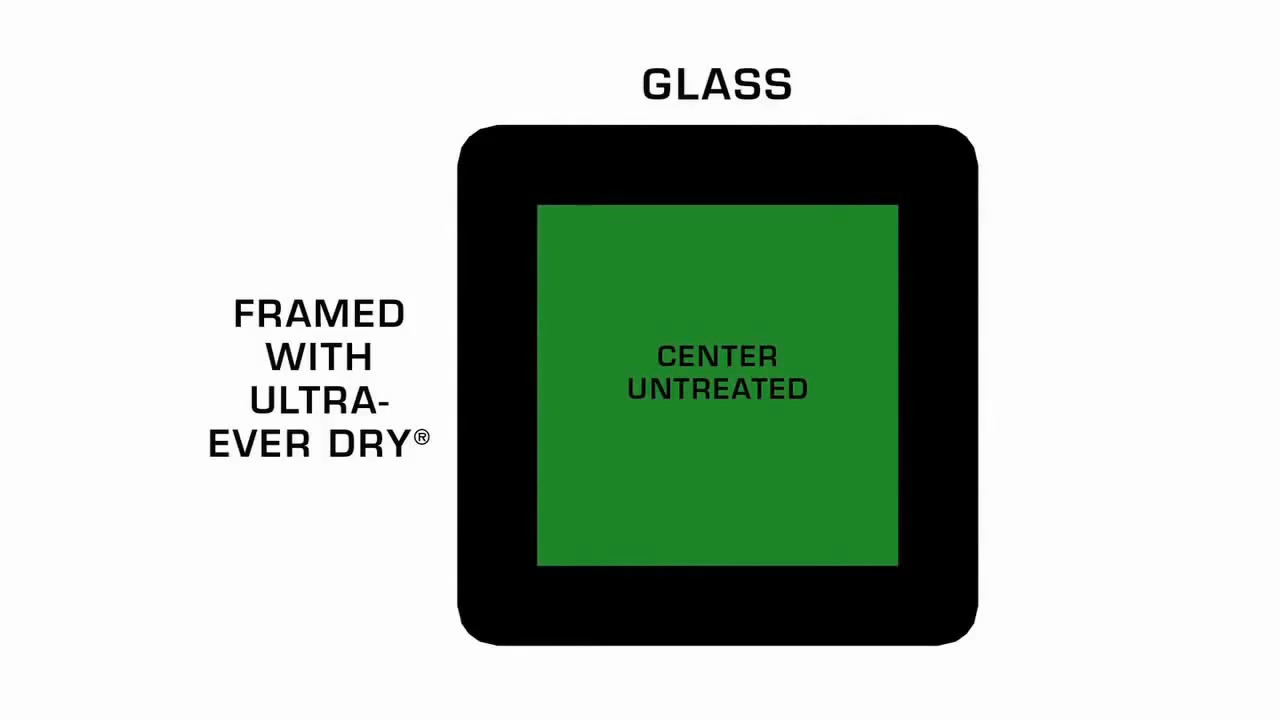 GLASS
FRAMED
WITH
ULTRA-
EVER DRY®
CENTER
UNTREATED